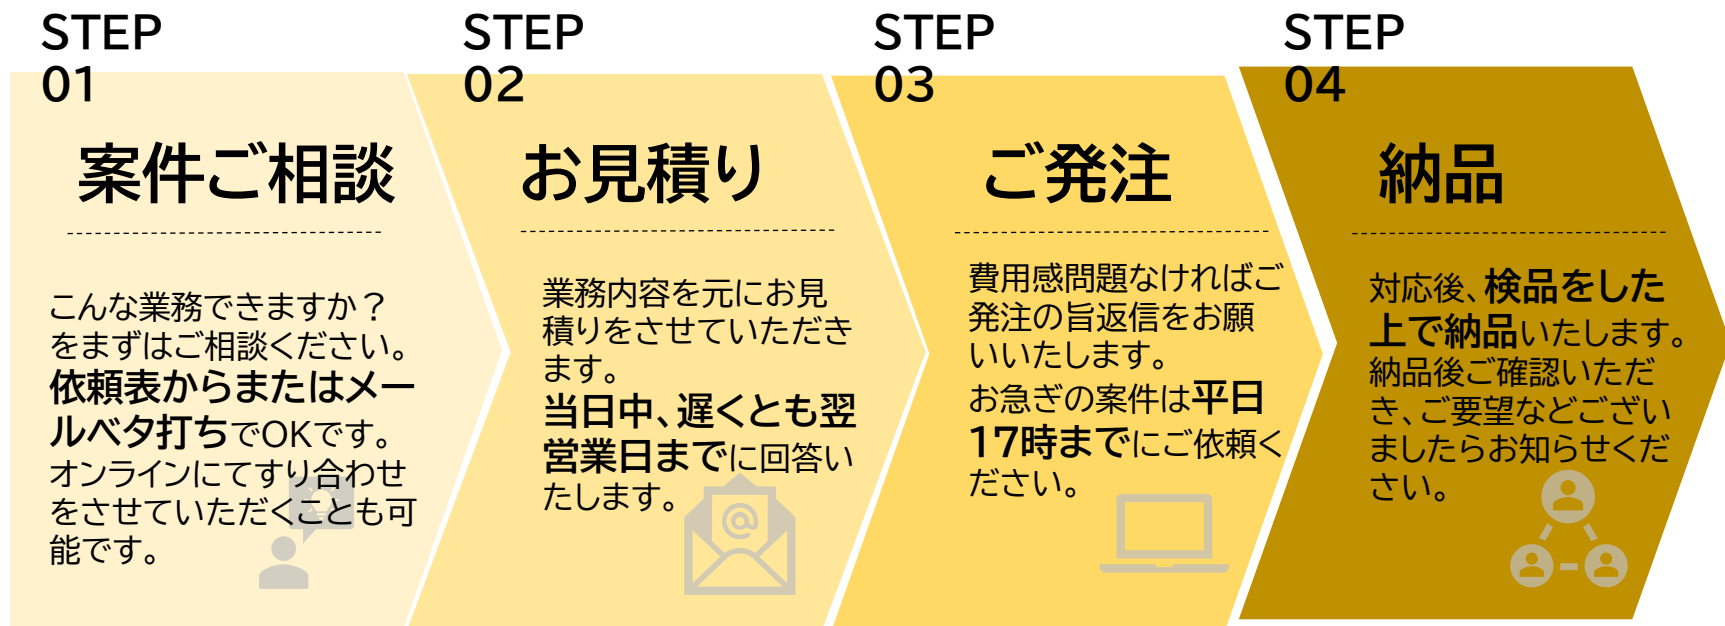 STEP
01
案件ご相談
こんな業務できますか？
をまずはご相談ください。
依頼表からまたはメー
ルベタ打ちでOKです。
オンラインにてすり合わせ
をさせていただくことも可
能です。
STEP
02
お見積り
業務内容を元にお見
積りをさせていただき
ます。
当日中、遅くとも翌
営業日までに回答い
たします。
@
STEP
03
ご発注
費用感問題なければご
発注の旨返信をお願
いいたします。
お急ぎの案件は平日
17時までにご依頼く
ださい。
STEP
04
納品
対応後、検品をした
上で納品いたします。
納品後ご確認いただ
き、ご要望などござい
ましたらお知らせくだ
さい。